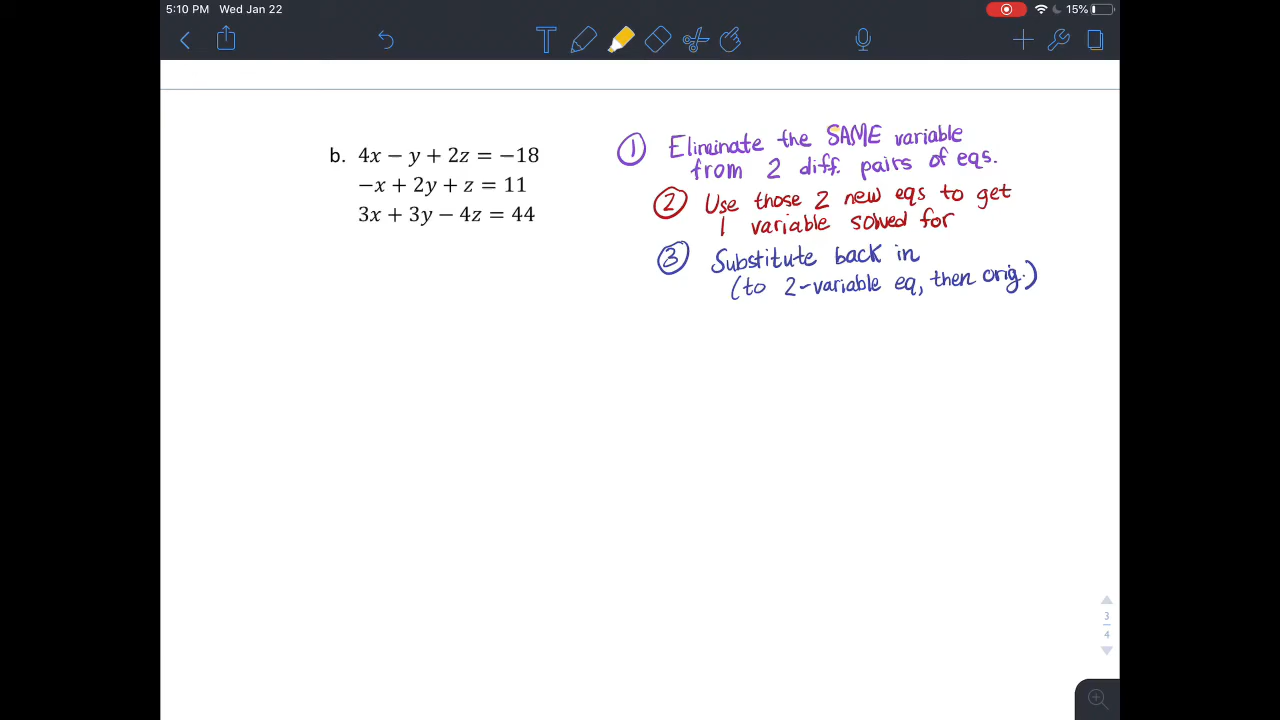 5:10 PM Wed Jan 22
15%
T
b. 4x − y + 2z = −18
−x + 2y + z = 11
3x + 3y − 4z = 44
① Eliminate the SAME variable
from 2 diff. pairs of eqs.
② Use those 2 new eqs to get
1 variable solved for
③ Substitute back in
(to 2-variable eq, then orig.)
3
4